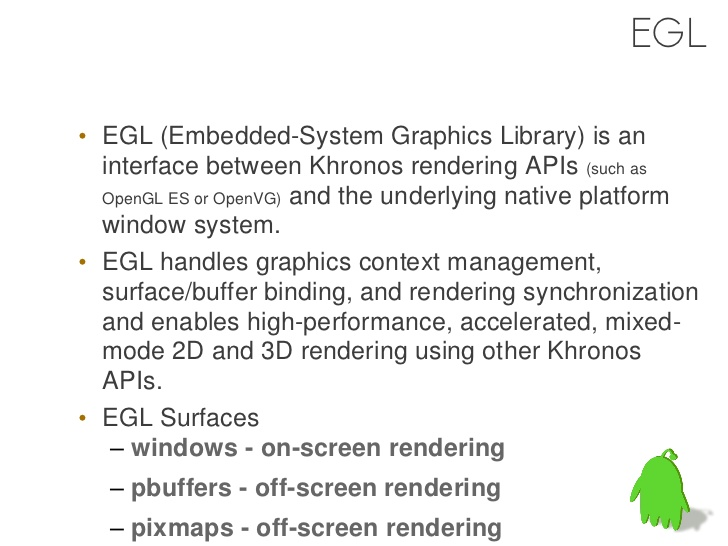 EGL
• EGL (Embedded-System Graphics Library) is an
interface between Khronos rendering APIs (such as
OpenGL ES or OpenVG) and the underlying native platform
window system.
• EGL handles graphics context management,
surface/buffer binding, and rendering synchronization
and enables high-performance, accelerated, mixed-
mode 2D and 3D rendering using other Khronos
APIs.
• EGL Surfaces
– windows - on-screen rendering
– pbuffers - off-screen rendering
– pixmaps - off-screen rendering